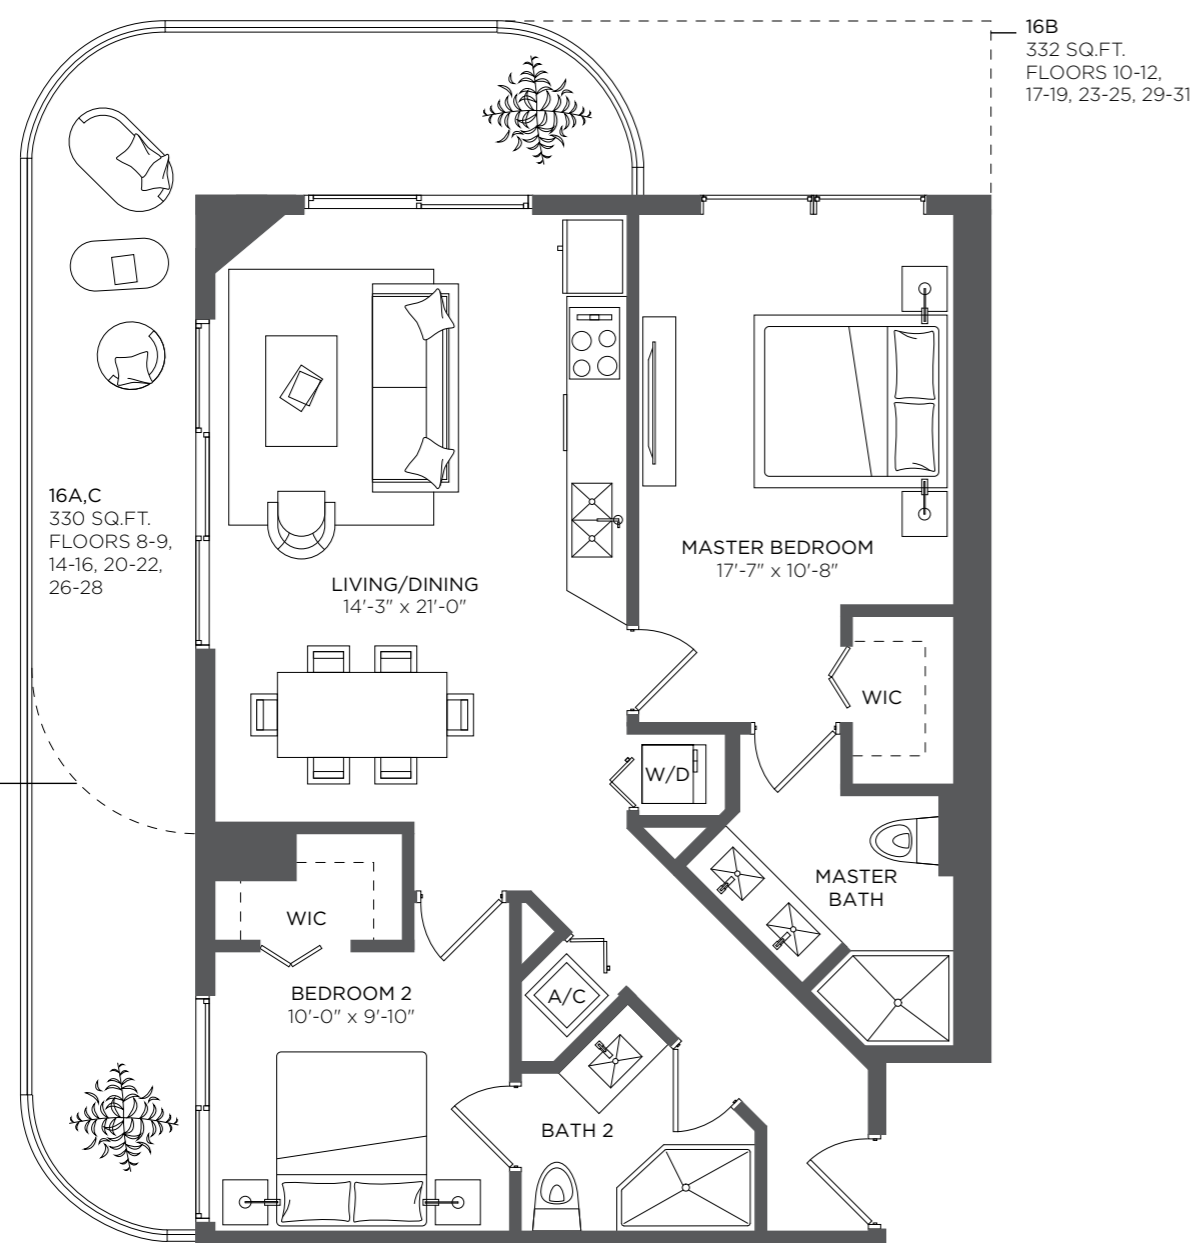 16B
332 SQ.FT.
FLOORS 10-12,
17-19, 23-25, 29-31
16A,C
330 SQ.FT.
FLOORS 8-9,
14-16, 20-22,
26-28
LIVING/DINING
14'-3" x 21'-0"
MASTER BEDROOM
17'-7" x 10'-8"
WIC
W/D
MASTER
BATH
WIC
BEDROOM 2
10'-0" x 9'-10"
A/C
BATH 2